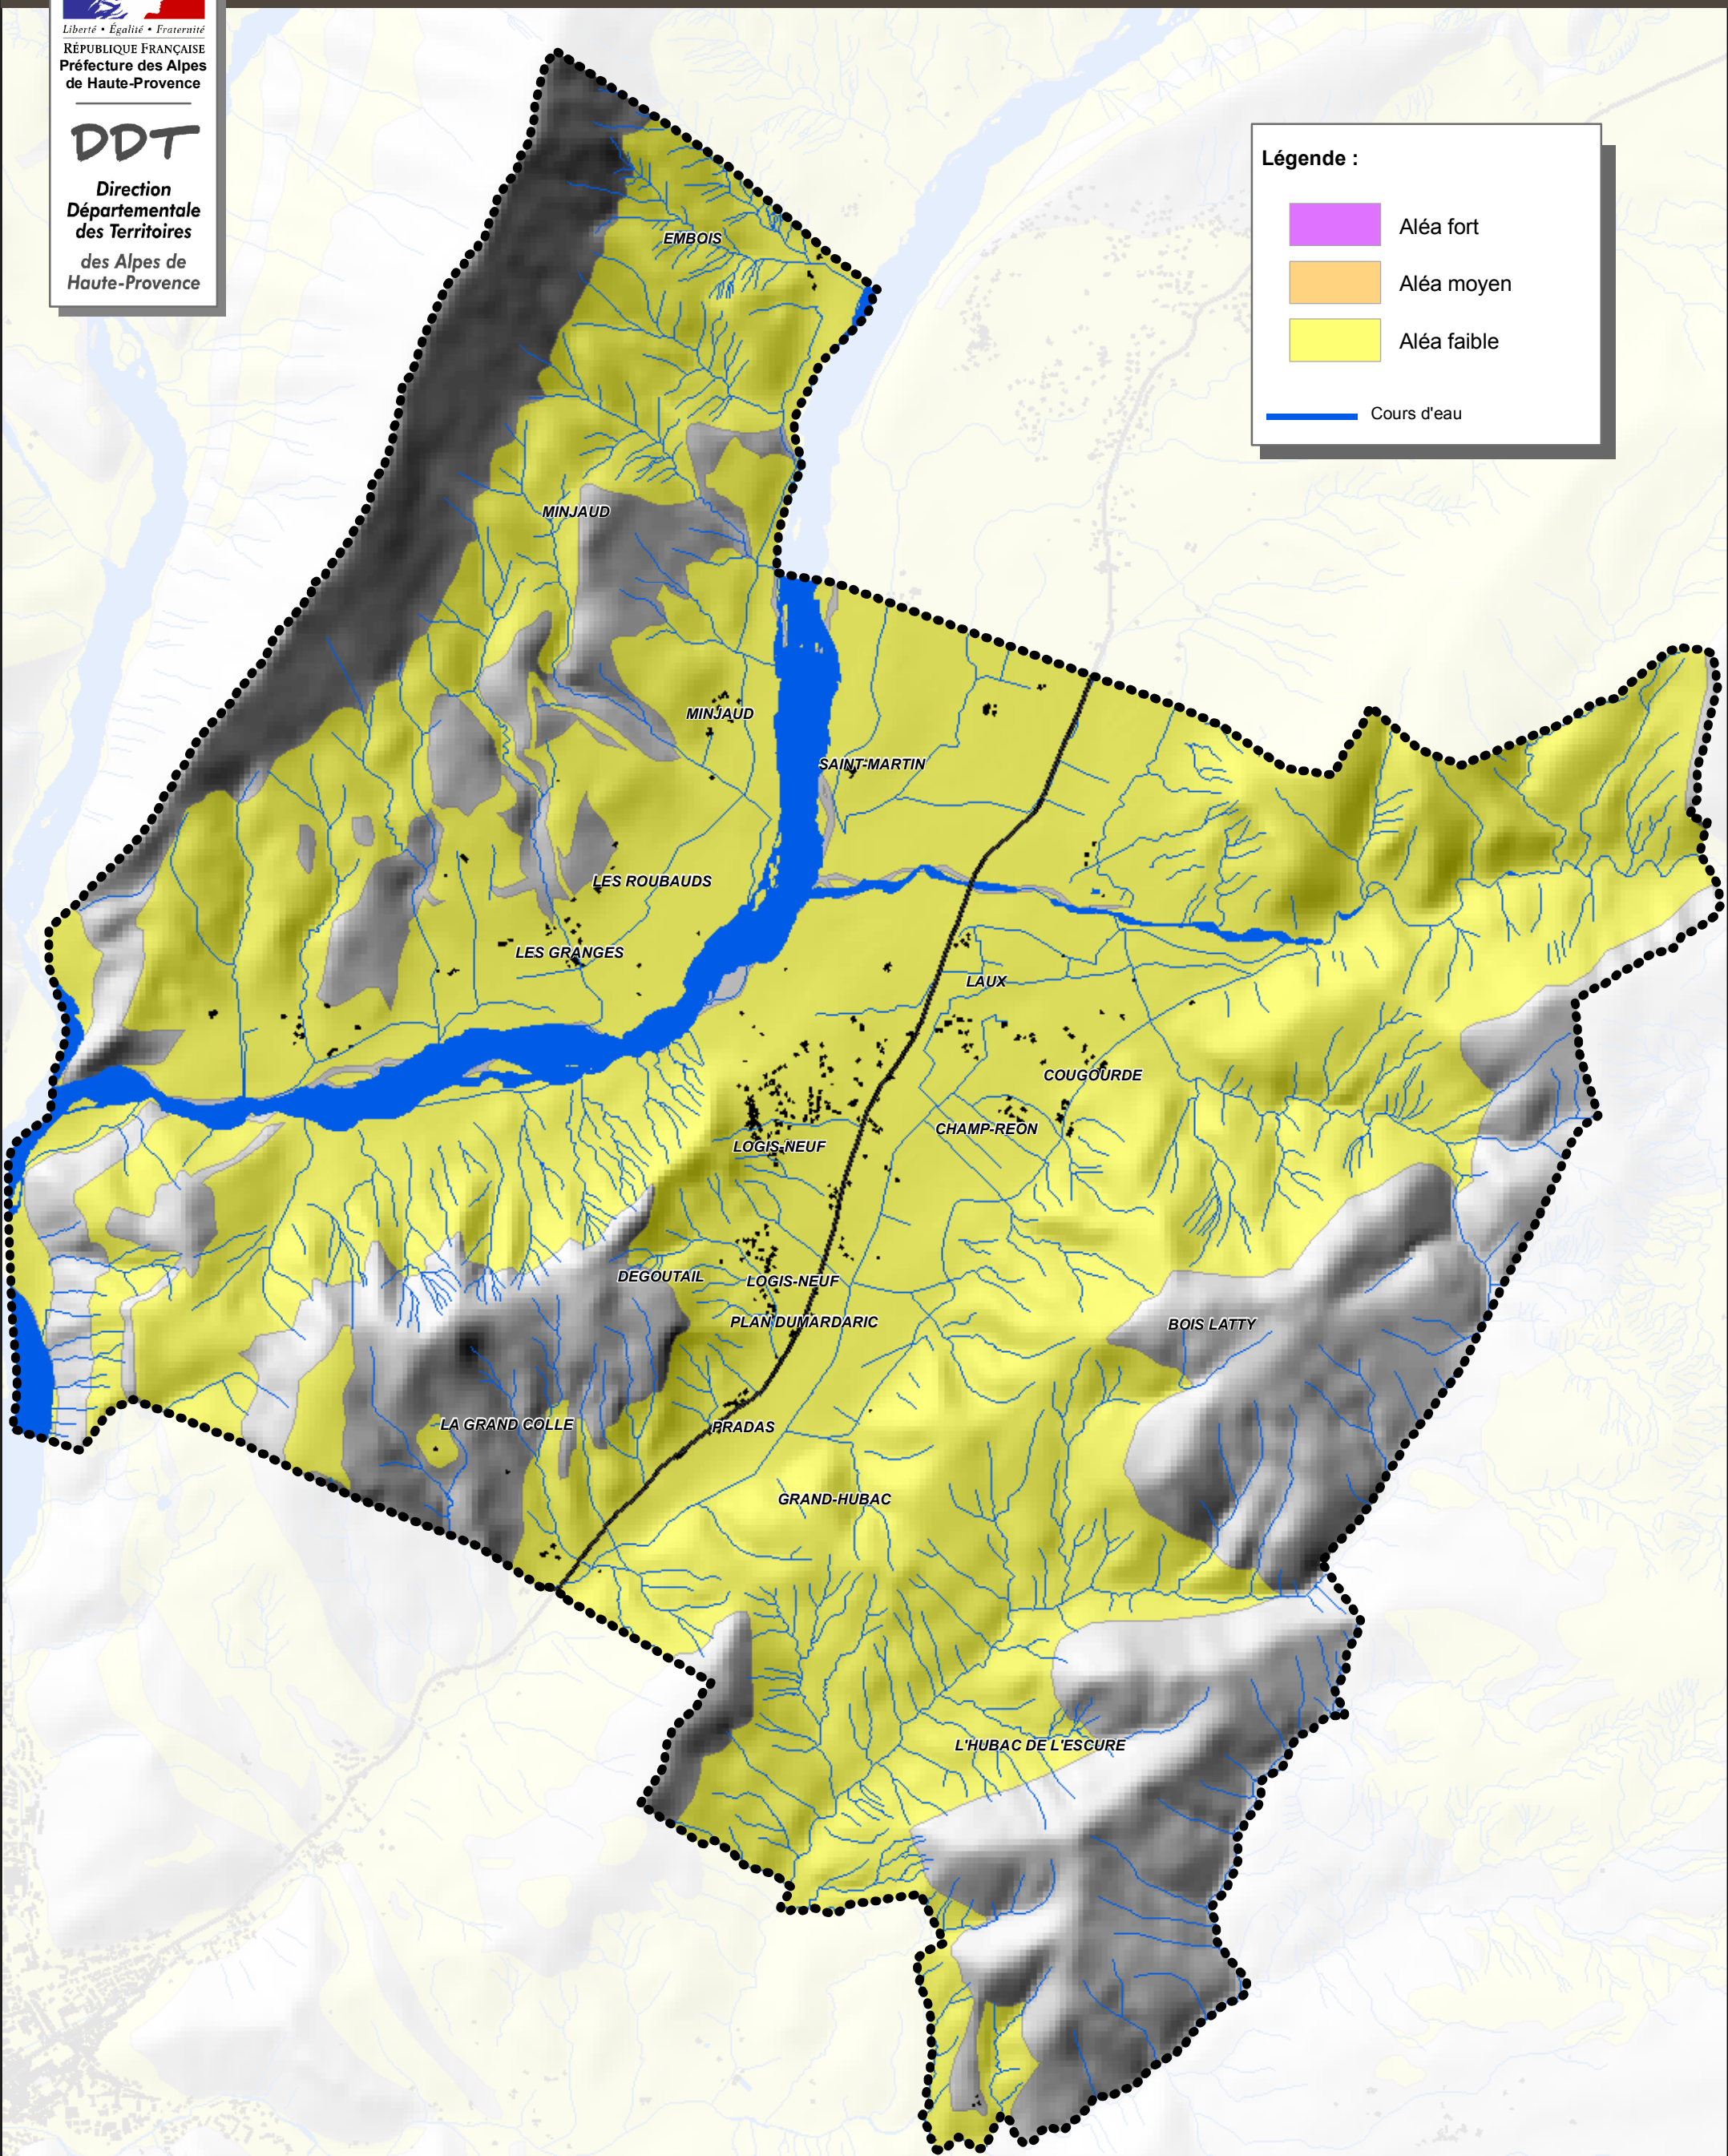 Liberté • Égalité • Fraternité
RÉPUBLIQUE FRANÇAISE
Préfecture des Alpes
de Haute-Provence
DDT
Direction
Départementale
des Territoires
des Alpes de
Haute-Provence
Légende :
Aléa fort
Aléa moyen
Aléa faible
Cours d'eau
EMBOIS
MINJAUD
MINJAUD
SAINT-MARTIN
LES ROUBAUDS
LES GRANGES
LAUX
COUGOURDE
CHAMP-REON
LOGIS-NEUF
DEGOUTAIL
LOGIS-NEUF
PLAN DUMARDARIC
BOIS LATTY
LA GRAND COLLE
PRADAS
GRAND-HUBAC
L'HUBAC DE L'ESCURE